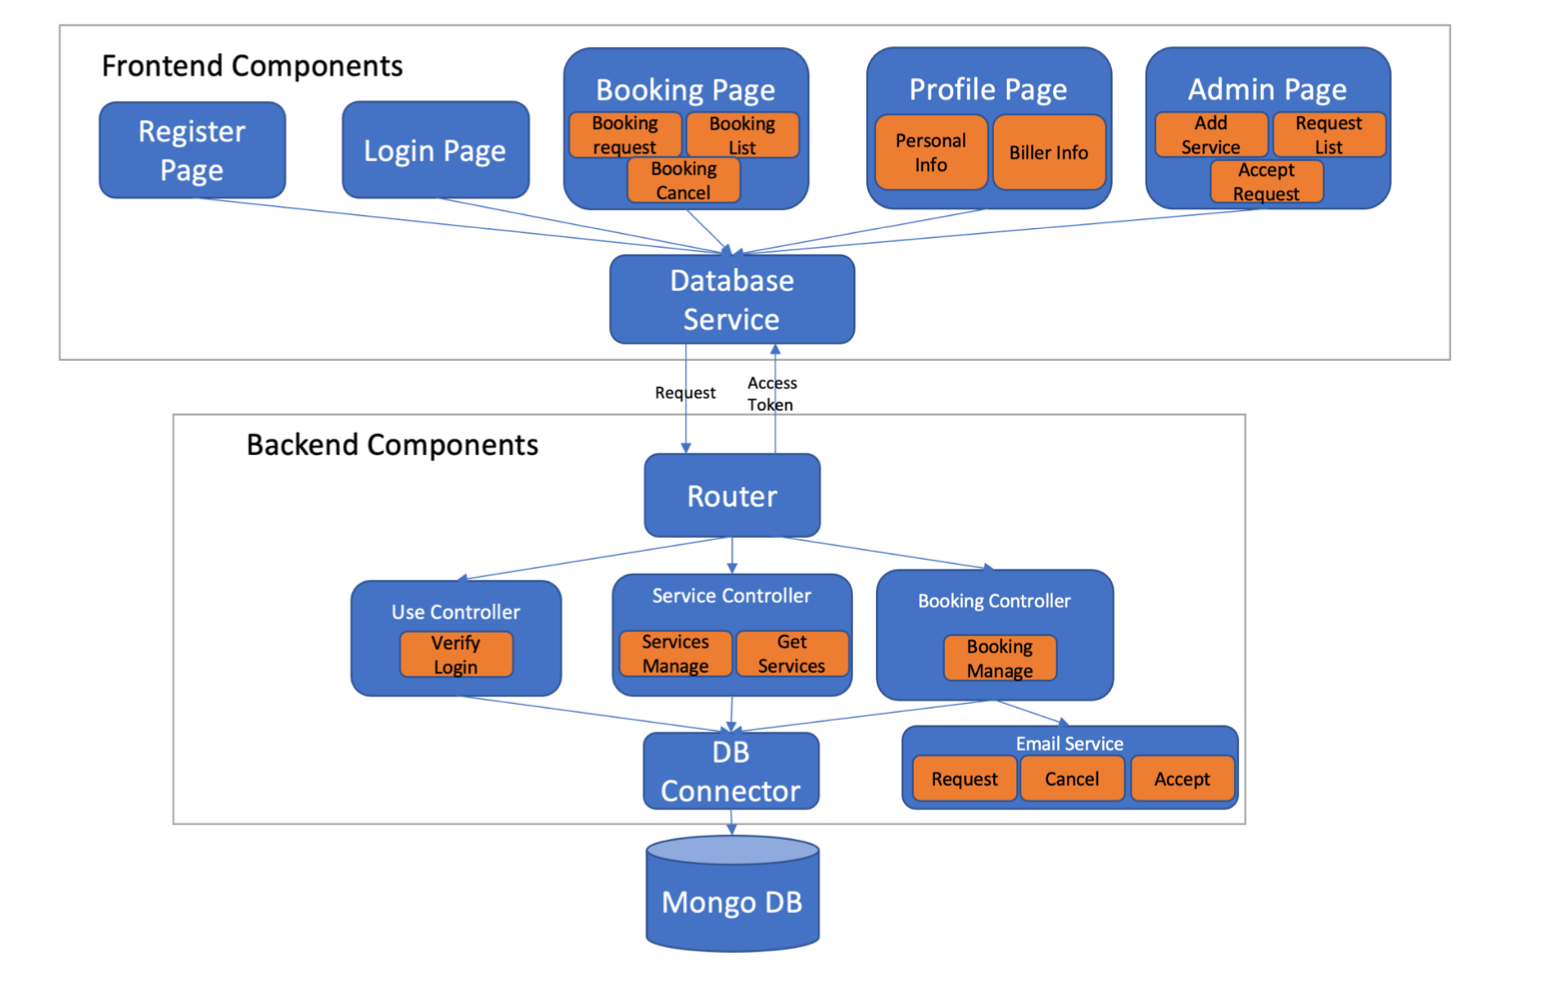 Frontend Components
Register
Page
Login Page
Booking Page
Booking
request
Booking
List
Booking
Cancel
Profile Page
Personal
Info
Biller Info
Admin Page
Add
Service
Request
List
Accept
Request
Database
Service
Request
Access
Token
Backend Components
Router
Use Controller
Verify
Login
Service Controller
Services
Manage
Get
Services
Booking Controller
Booking
Manage
DB
Connector
Email Service
Request
Cancel
Accept
Mongo DB